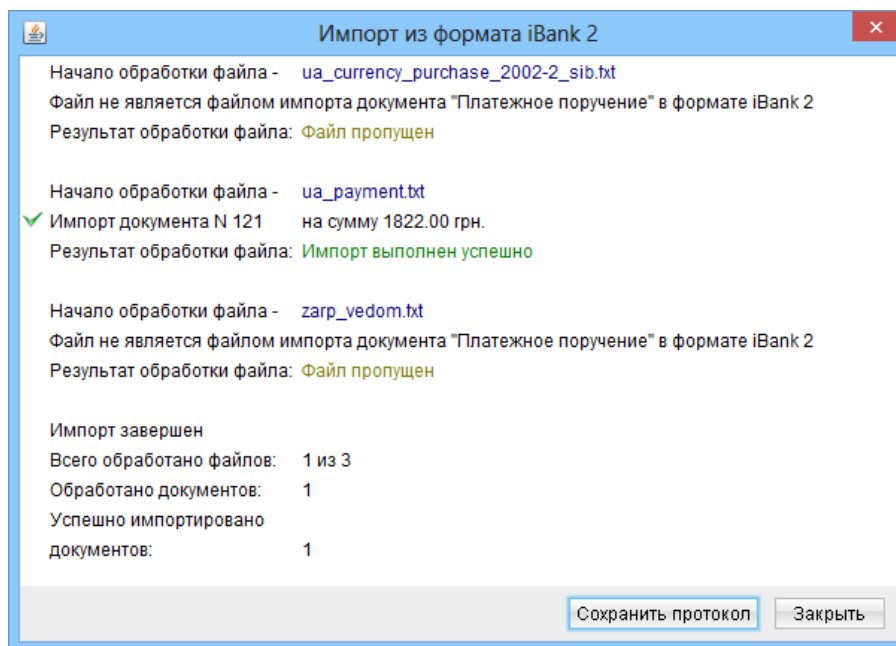 Импорт из формата iBank 2
Начало обработки файла - ua_currency_purchase_2002-2_sib.txt
Файл не является файлом импорта документа "Платежное поручение" в формате iBank 2
Результат обработки файла: Файл пропущен
Начало обработки файла - ua_payment.txt
Импорт документа N 121 на сумму 1822.00 грн.
Результат обработки файла: Импорт выполнен успешно
Начало обработки файла - zarp_vedom.txt
Файл не является файлом импорта документа "Платежное поручение" в формате iBank 2
Результат обработки файла: Файл пропущен
Импорт завершен
Всего обработано файлов: 1 из 3
Обработано документов: 1
Успешно импортировано
документов: 1
Сохранить протокол Закрыть